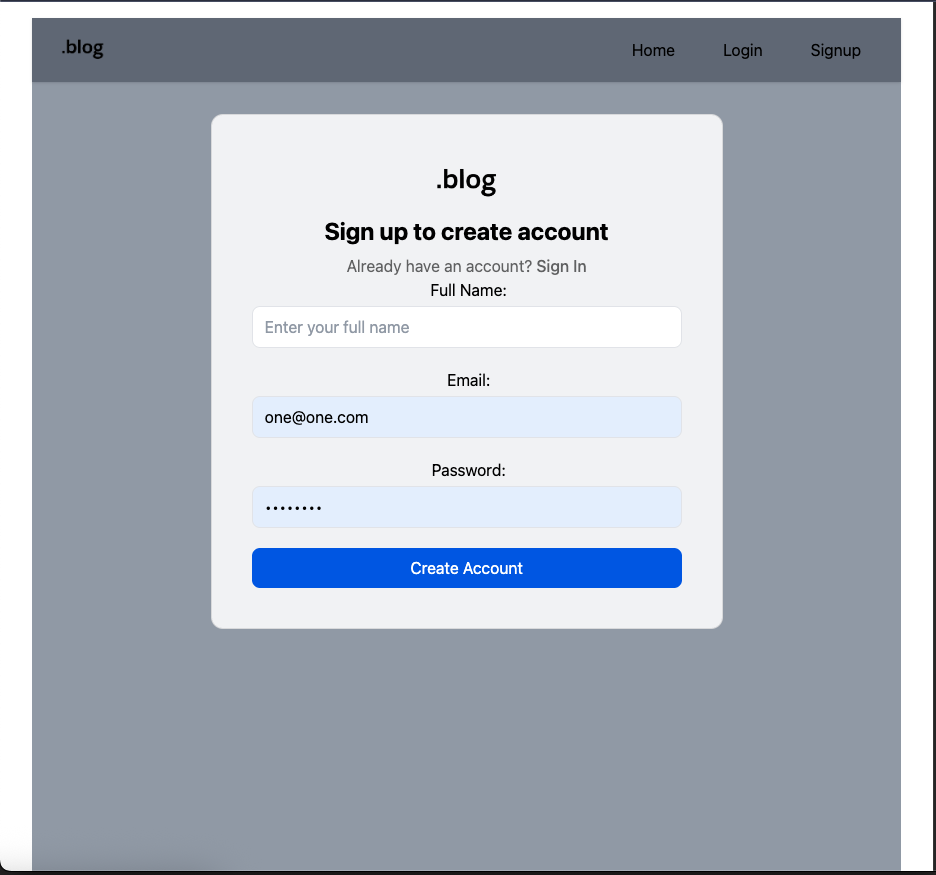 .blog
Home Login Signup
.blog
Sign up to create account
Already have an account? Sign In
Full Name:
Enter your full name
Email:
one@one.com
Password:
••••••••
Create Account